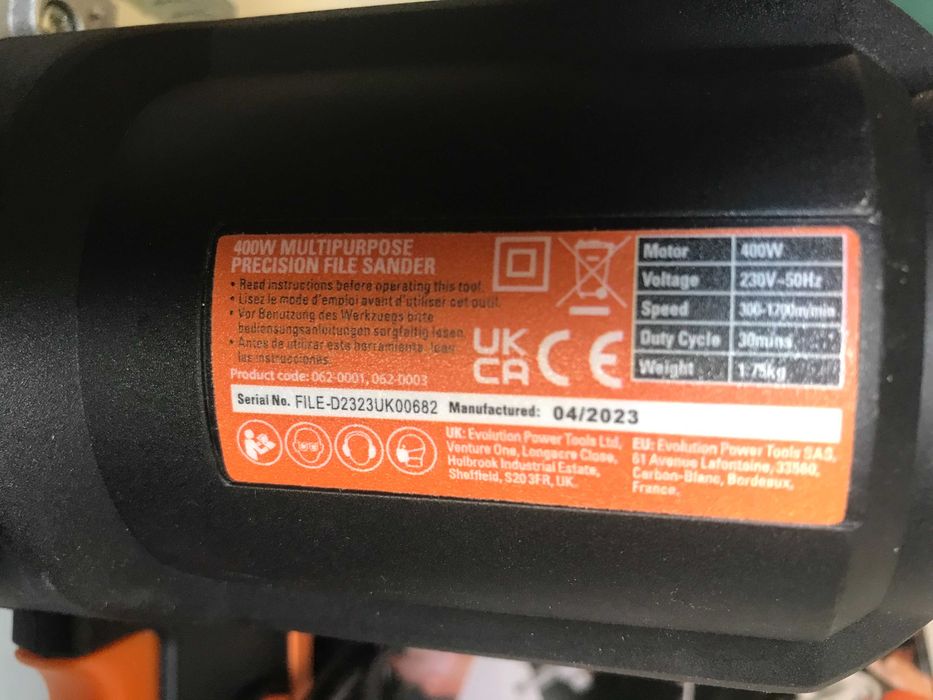 400W MULTIPURPOSE
PRECISION FILE SANDER
• Read instructions before operating this tool.
• Lisez le mode d'emploi avant d'utiliser cet outil.
• Vor Benutzung des Werkzeugs bitte
bedienungsanleitungen sorgfältig lesen.
• Antes de utilizar esta herramienta, lean
las instrucciones.
Product code: 062-0001, 062-0003
UK
CA
CE
Motor 400W
Voltage 230V~50Hz
Speed 300-1700m/min
Duty Cycle 30mins
Weight 1.75kg
Serial No. FILE-D2323UK00682 Manufactured: 04/2023
UK: Evolution Power Tools Ltd,
Venture One, Longacre Close,
Holbrook Industrial Estate,
Sheffield, S20 3FR, UK.
EU: Evolution Power Tools SAS,
61 Avenue Lafontaine, 33560,
Carbon-Blanc, Bordeaux,
France.